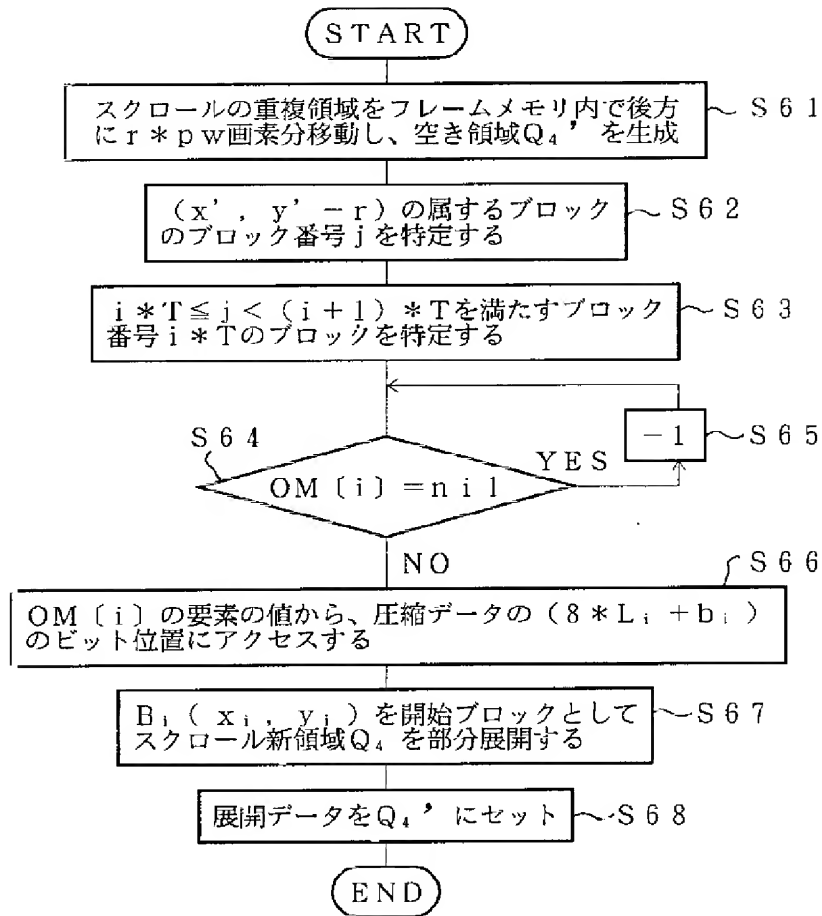 START
スクロールの重複領域をフレームメモリ内で後方
にr*pw画素分移動し、空き領域Q₄'を生成
S61
(x', y'-r)の属するブロック
のブロック番号jを特定する
S62
i*T≦j<(i+1)*Tを満たすブロック
番号i*Tのブロックを特定する
S63
S64
OM〔i〕=nil
YES
-1
S65
NO
S66
OM〔i〕の要素の値から、圧縮データの(8*Lᵢ+bᵢ)
のビット位置にアクセスする
Bᵢ(xᵢ, yᵢ)を開始ブロックとして
スクロール新領域Q₄を部分展開する
S67
展開データをQ₄'にセット
S68
END